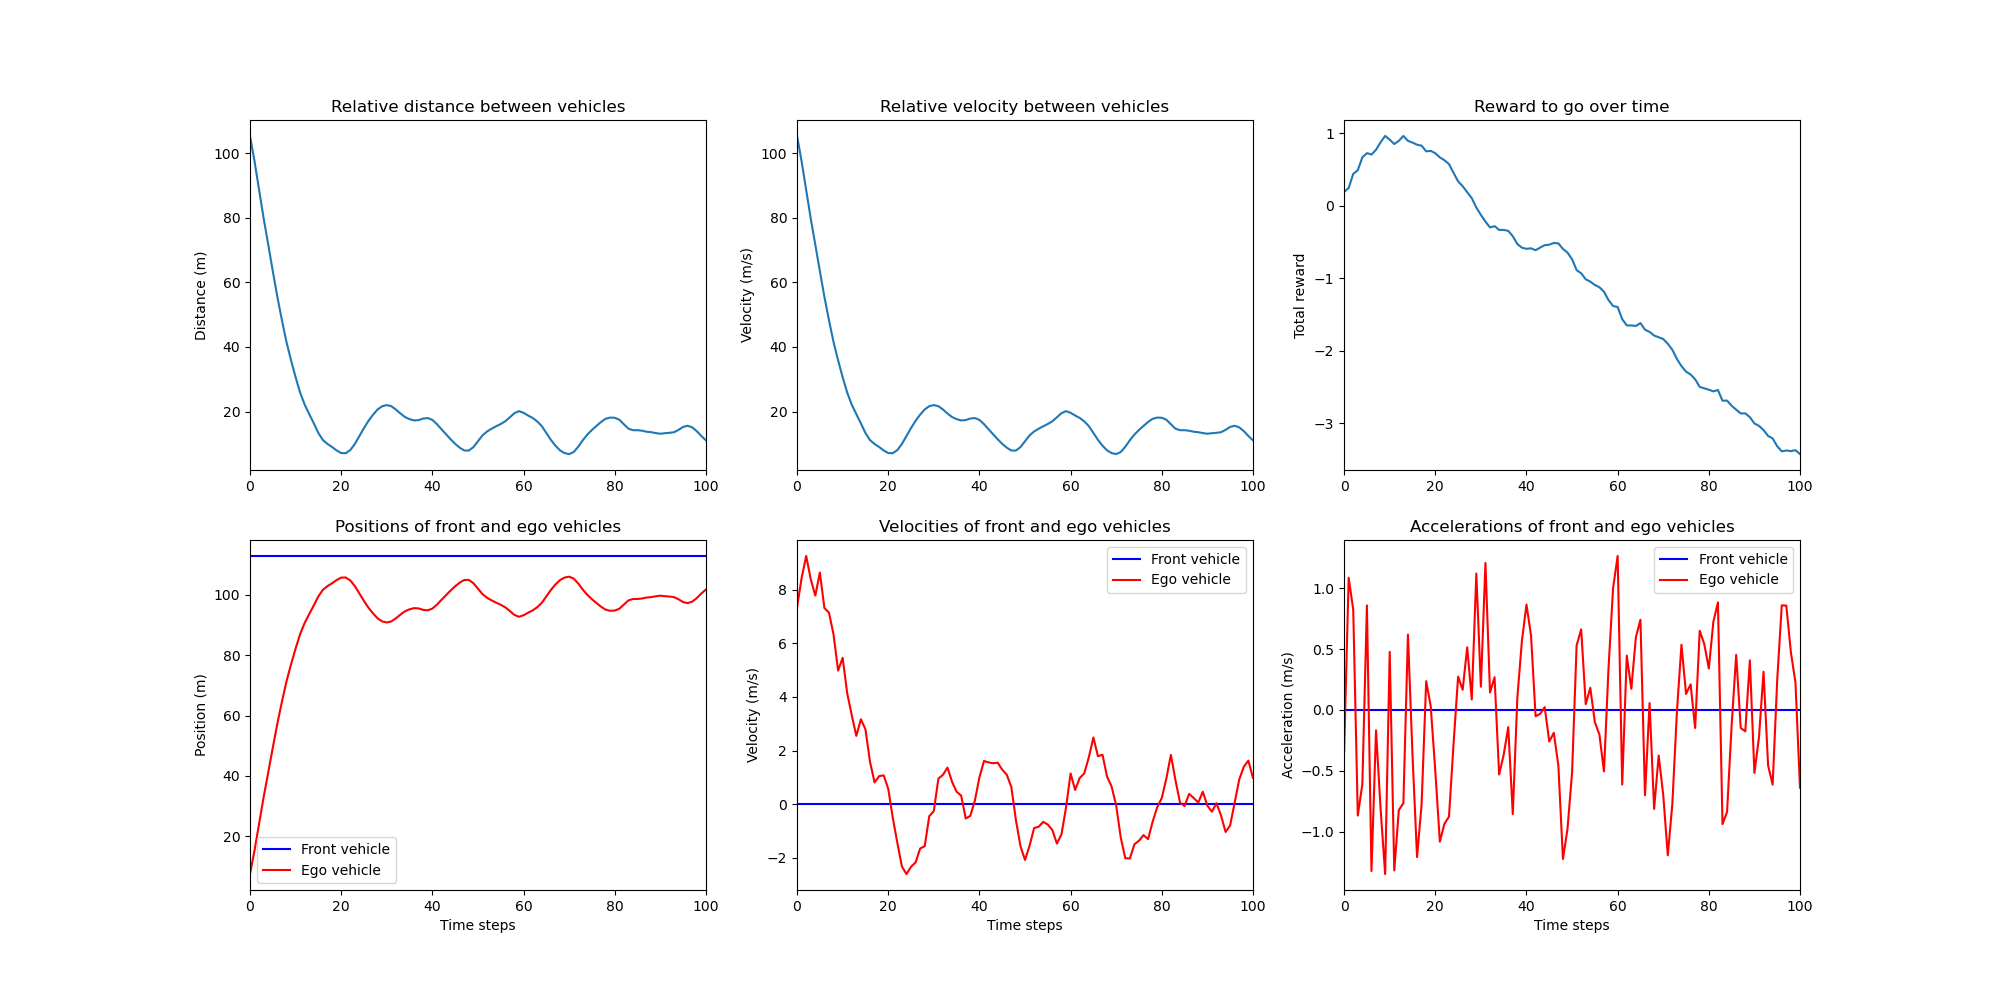 Relative distance between vehicles
Distance (m)
100
80
60
40
20
0 20 40 60 80 100
Relative velocity between vehicles
Velocity (m/s)
100
80
60
40
20
0 20 40 60 80 100
Reward to go over time
Total reward
1
0
−1
−2
−3
0 20 40 60 80 100
Positions of front and ego vehicles
Position (m)
100
80
60
40
20
Front vehicle
Ego vehicle
0 20 40 60 80 100
Time steps
Velocities of front and ego vehicles
Velocity (m/s)
8
6
4
2
0
−2
Front vehicle
Ego vehicle
0 20 40 60 80 100
Time steps
Accelerations of front and ego vehicles
Acceleration (m/s)
1.0
0.5
0.0
−0.5
−1.0
Front vehicle
Ego vehicle
0 20 40 60 80 100
Time steps